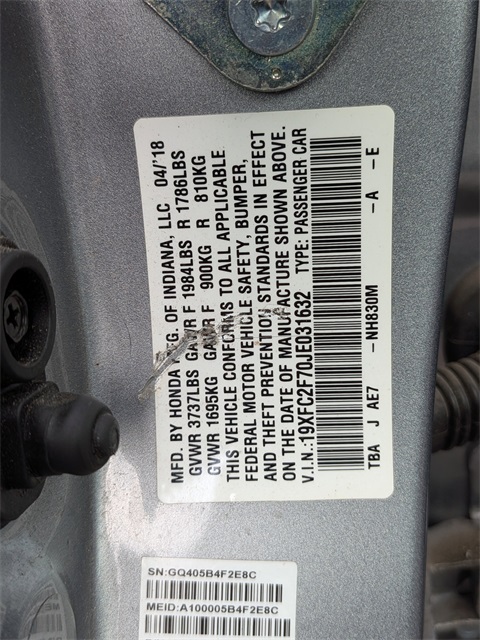 MFD. BY HONDA MFG. OF INDIANA, LLC 04/'18
GVWR 3737LBS GAWR F 1984LBS R 1786LBS
GVWR 1695KG GAWR F 900KG R 810KG
THIS VEHICLE CONFORMS TO ALL APPLICABLE
FEDERAL MOTOR VEHICLE SAFETY, BUMPER,
AND THEFT PREVENTION STANDARDS IN EFFECT
ON THE DATE OF MANUFACTURE SHOWN ABOVE.
V.I.N.:19XFC2F70JE031632 TYPE: PASSENGER CAR
TBA J AE7 -NH830M -A -E
SN:GQ405B4F2E8C
MEID:A100005B4F2E8C